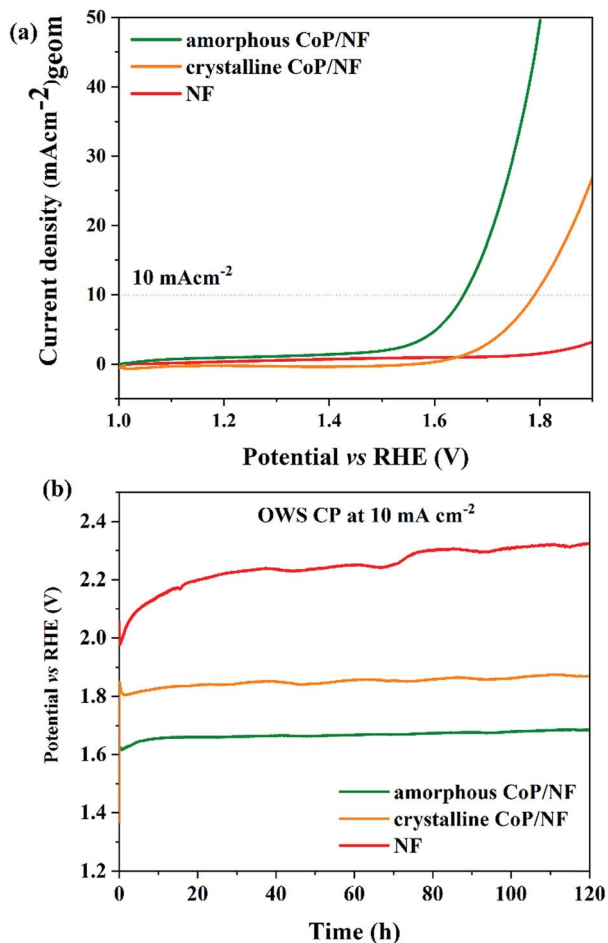 (a)
50
40
30
20
10
0
Current density (mAcm⁻²)geom
amorphous CoP/NF
crystalline CoP/NF
NF
10 mAcm⁻²
1.0
1.2
1.4
1.6
1.8
Potential vs RHE (V)
(b)
OWS CP at 10 mA cm⁻²
2.4
2.2
2.0
1.8
1.6
1.4
1.2
Potential vs RHE (V)
amorphous CoP/NF
crystalline CoP/NF
NF
0
20
40
60
80
100
120
Time (h)